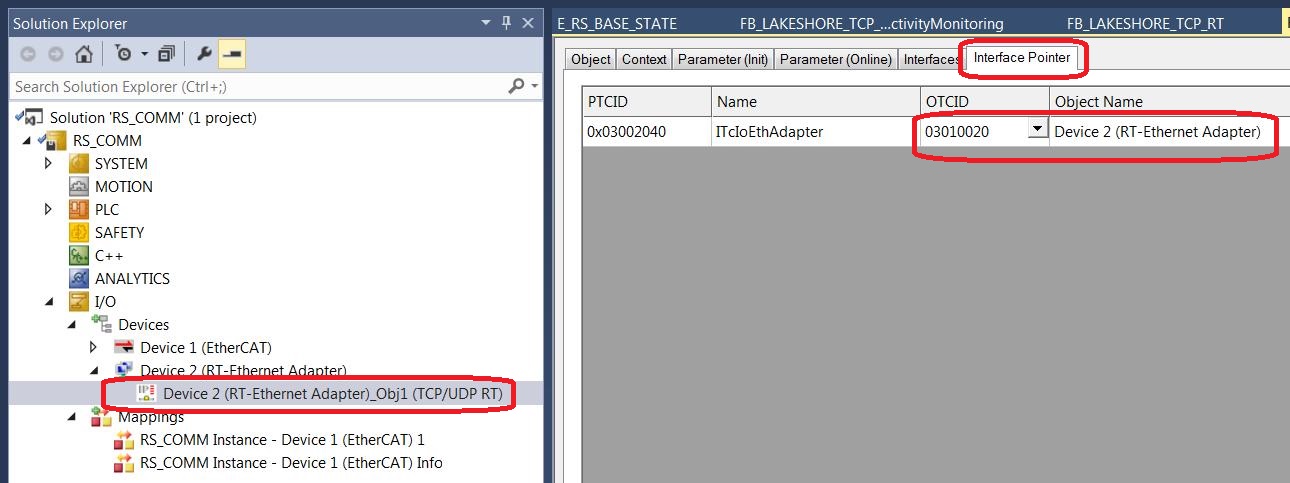 Solution Explorer
Search Solution Explorer (Ctrl+;)
Solution 'RS_COMM' (1 project)
RS_COMM
SYSTEM
MOTION
PLC
SAFETY
C++
ANALYTICS
I/O
Devices
Device 1 (EtherCAT)
Device 2 (RT-Ethernet Adapter)
Device 2 (RT-Ethernet Adapter)_Obj1 (TCP/UDP RT)
Mappings
RS_COMM Instance - Device 1 (EtherCAT) 1
RS_COMM Instance - Device 1 (EtherCAT) Info
E_RS_BASE_STATE FB_LAKESHORE_TCP_...ctivityMonitoring FB_LAKESHORE_TCP_RT
Object Context Parameter (Init) Parameter (Online) Interfaces Interface Pointer
PTCID Name OTCID Object Name
0x03002040 ITcIoEthAdapter 03010020 Device 2 (RT-Ethernet Adapter)